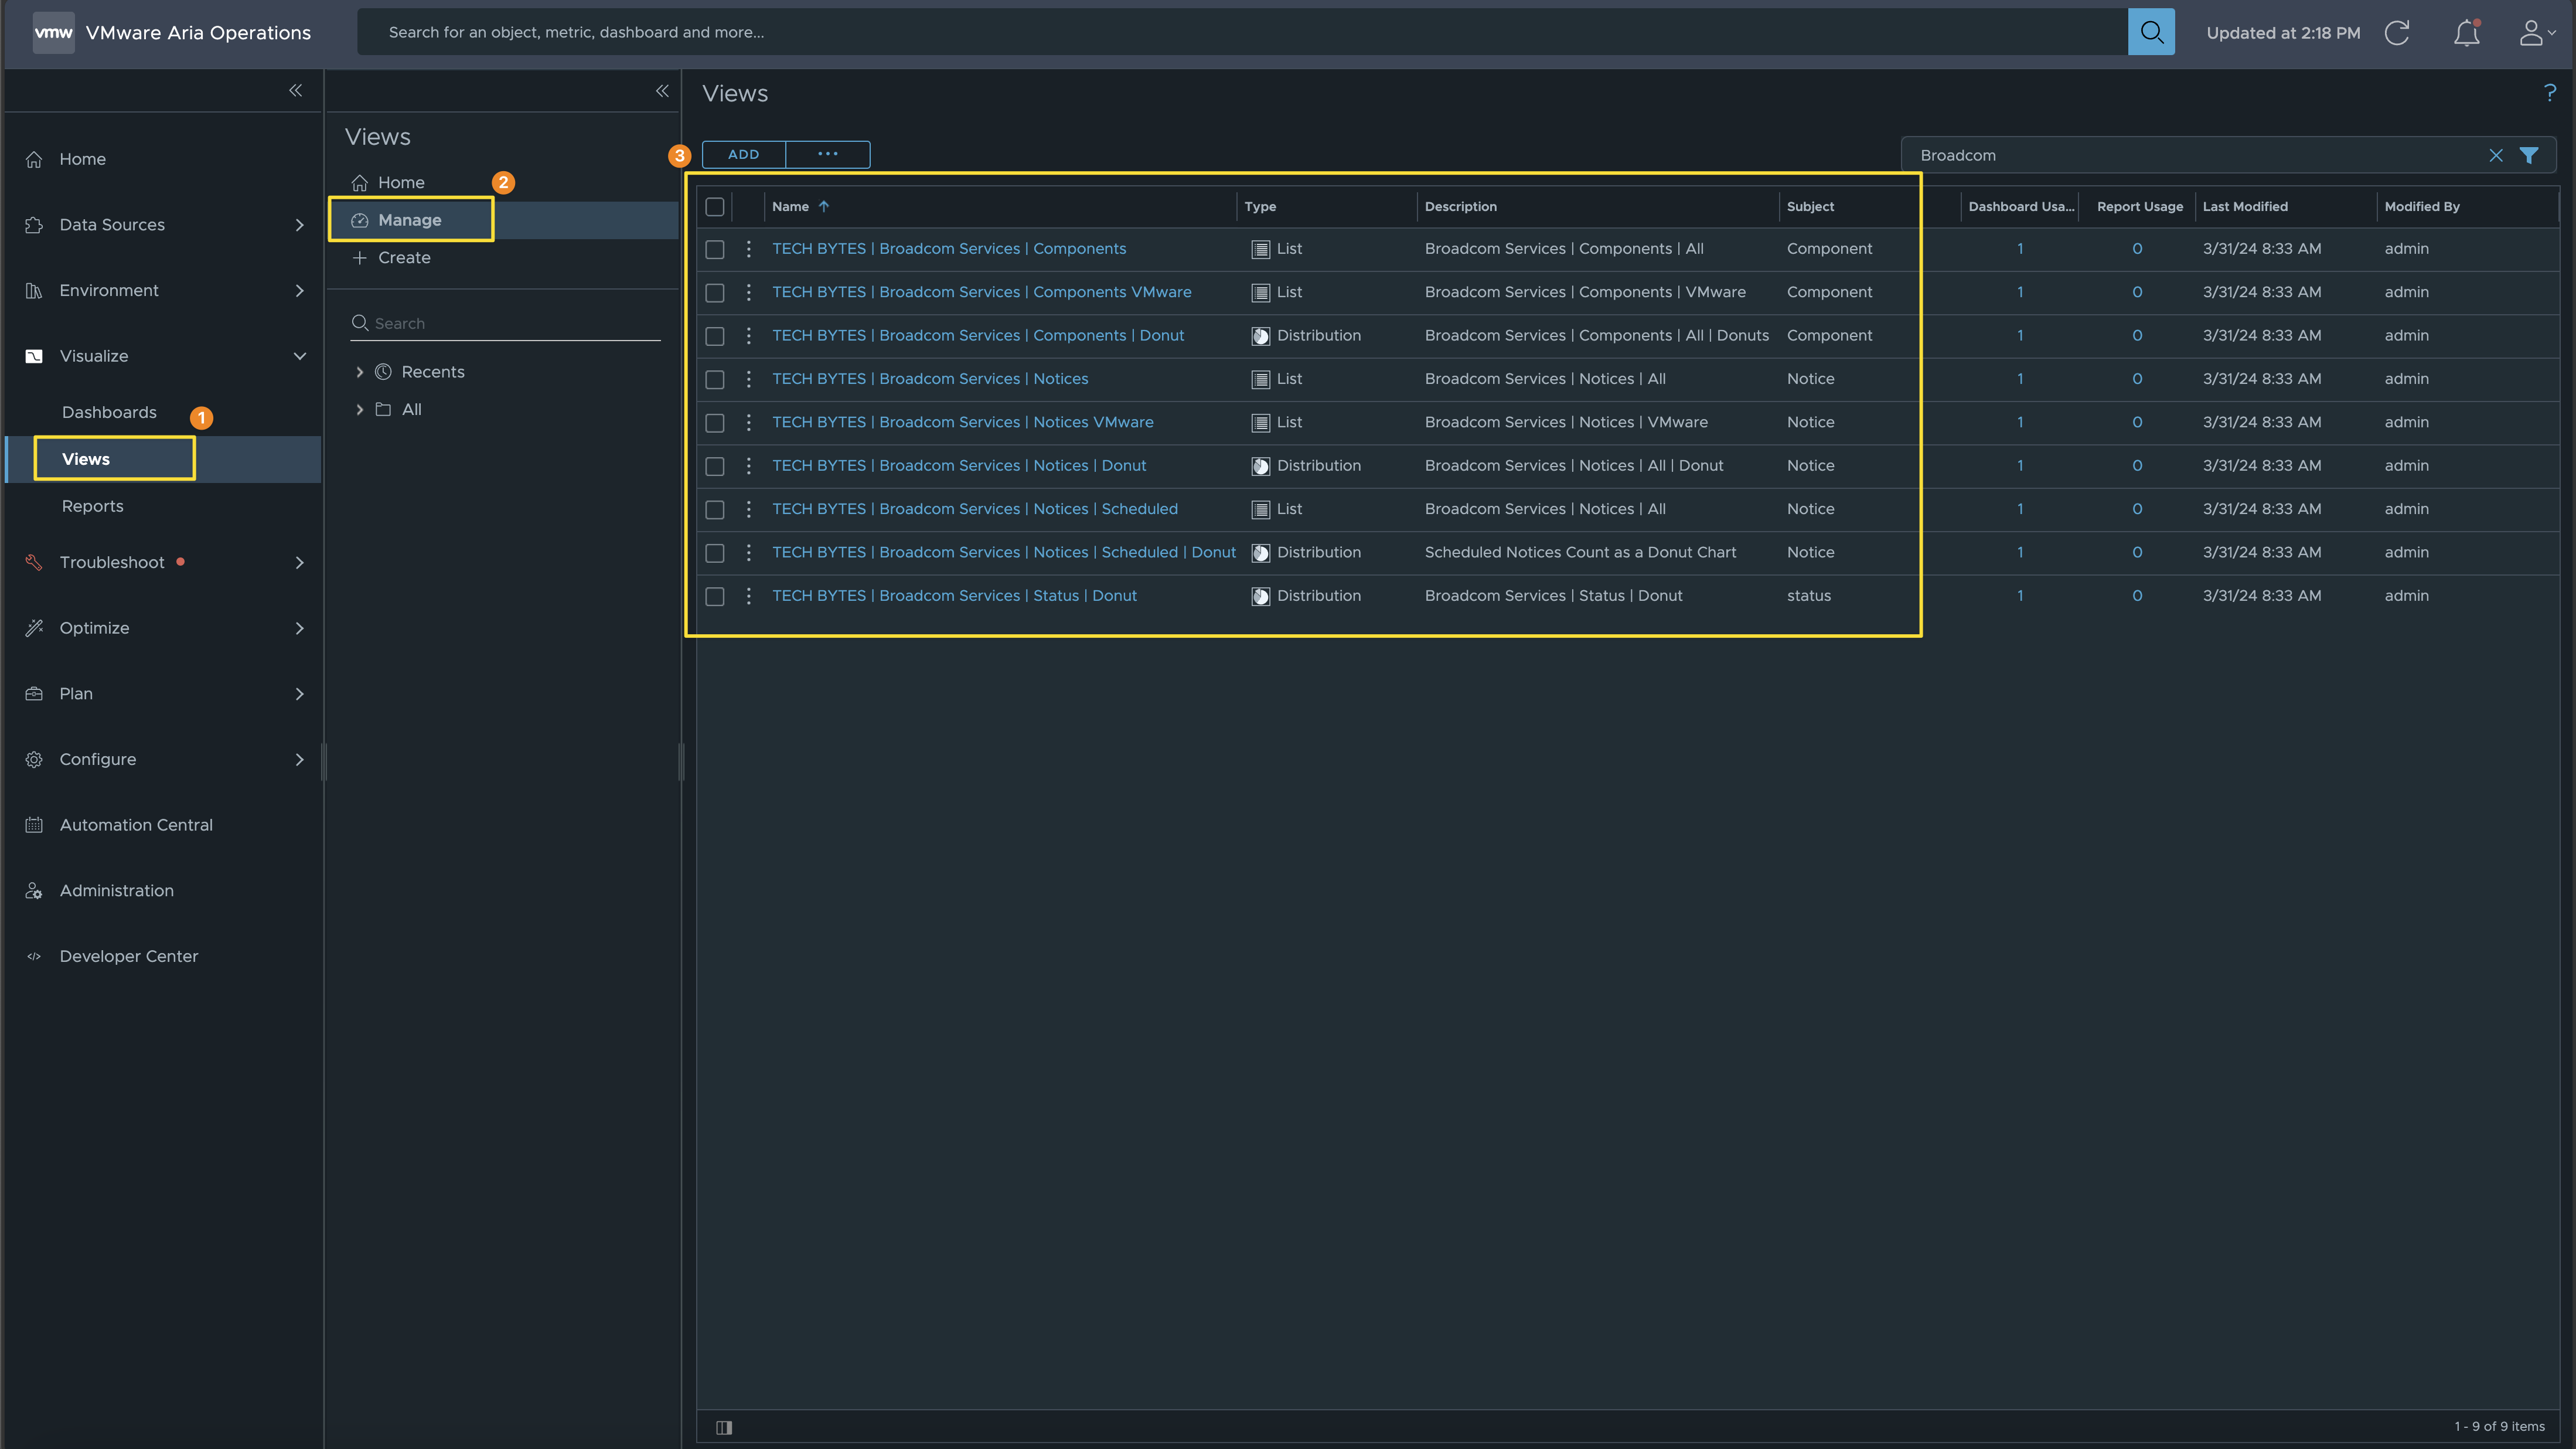 vmw VMware Aria Operations
Search for an object, metric, dashboard and more...
Updated at 2:18 PM
Home
Data Sources
Environment
Visualize
Dashboards
1
Views
Reports
Troubleshoot
Optimize
Plan
Configure
Automation Central
Administration
Developer Center
Views
Home
2
Manage
Create
Search
Recents
All
Views
?
3
ADD
Broadcom
Name Type Description Subject Dashboard Usa... Report Usage Last Modified Modified By
TECH BYTES | Broadcom Services | Components List Broadcom Services | Components | All Component 1 0 3/31/24 8:33 AM admin
TECH BYTES | Broadcom Services | Components VMware List Broadcom Services | Components | VMware Component 1 0 3/31/24 8:33 AM admin
TECH BYTES | Broadcom Services | Components | Donut Distribution Broadcom Services | Components | All | Donuts Component 1 0 3/31/24 8:33 AM admin
TECH BYTES | Broadcom Services | Notices List Broadcom Services | Notices | All Notice 1 0 3/31/24 8:33 AM admin
TECH BYTES | Broadcom Services | Notices VMware List Broadcom Services | Notices | VMware Notice 1 0 3/31/24 8:33 AM admin
TECH BYTES | Broadcom Services | Notices | Donut Distribution Broadcom Services | Notices | All | Donut Notice 1 0 3/31/24 8:33 AM admin
TECH BYTES | Broadcom Services | Notices | Scheduled List Broadcom Services | Notices | All Notice 1 0 3/31/24 8:33 AM admin
TECH BYTES | Broadcom Services | Notices | Scheduled | Donut Distribution Scheduled Notices Count as a Donut Chart Notice 1 0 3/31/24 8:33 AM admin
TECH BYTES | Broadcom Services | Status | Donut Distribution Broadcom Services | Status | Donut status 1 0 3/31/24 8:33 AM admin
1 - 9 of 9 items